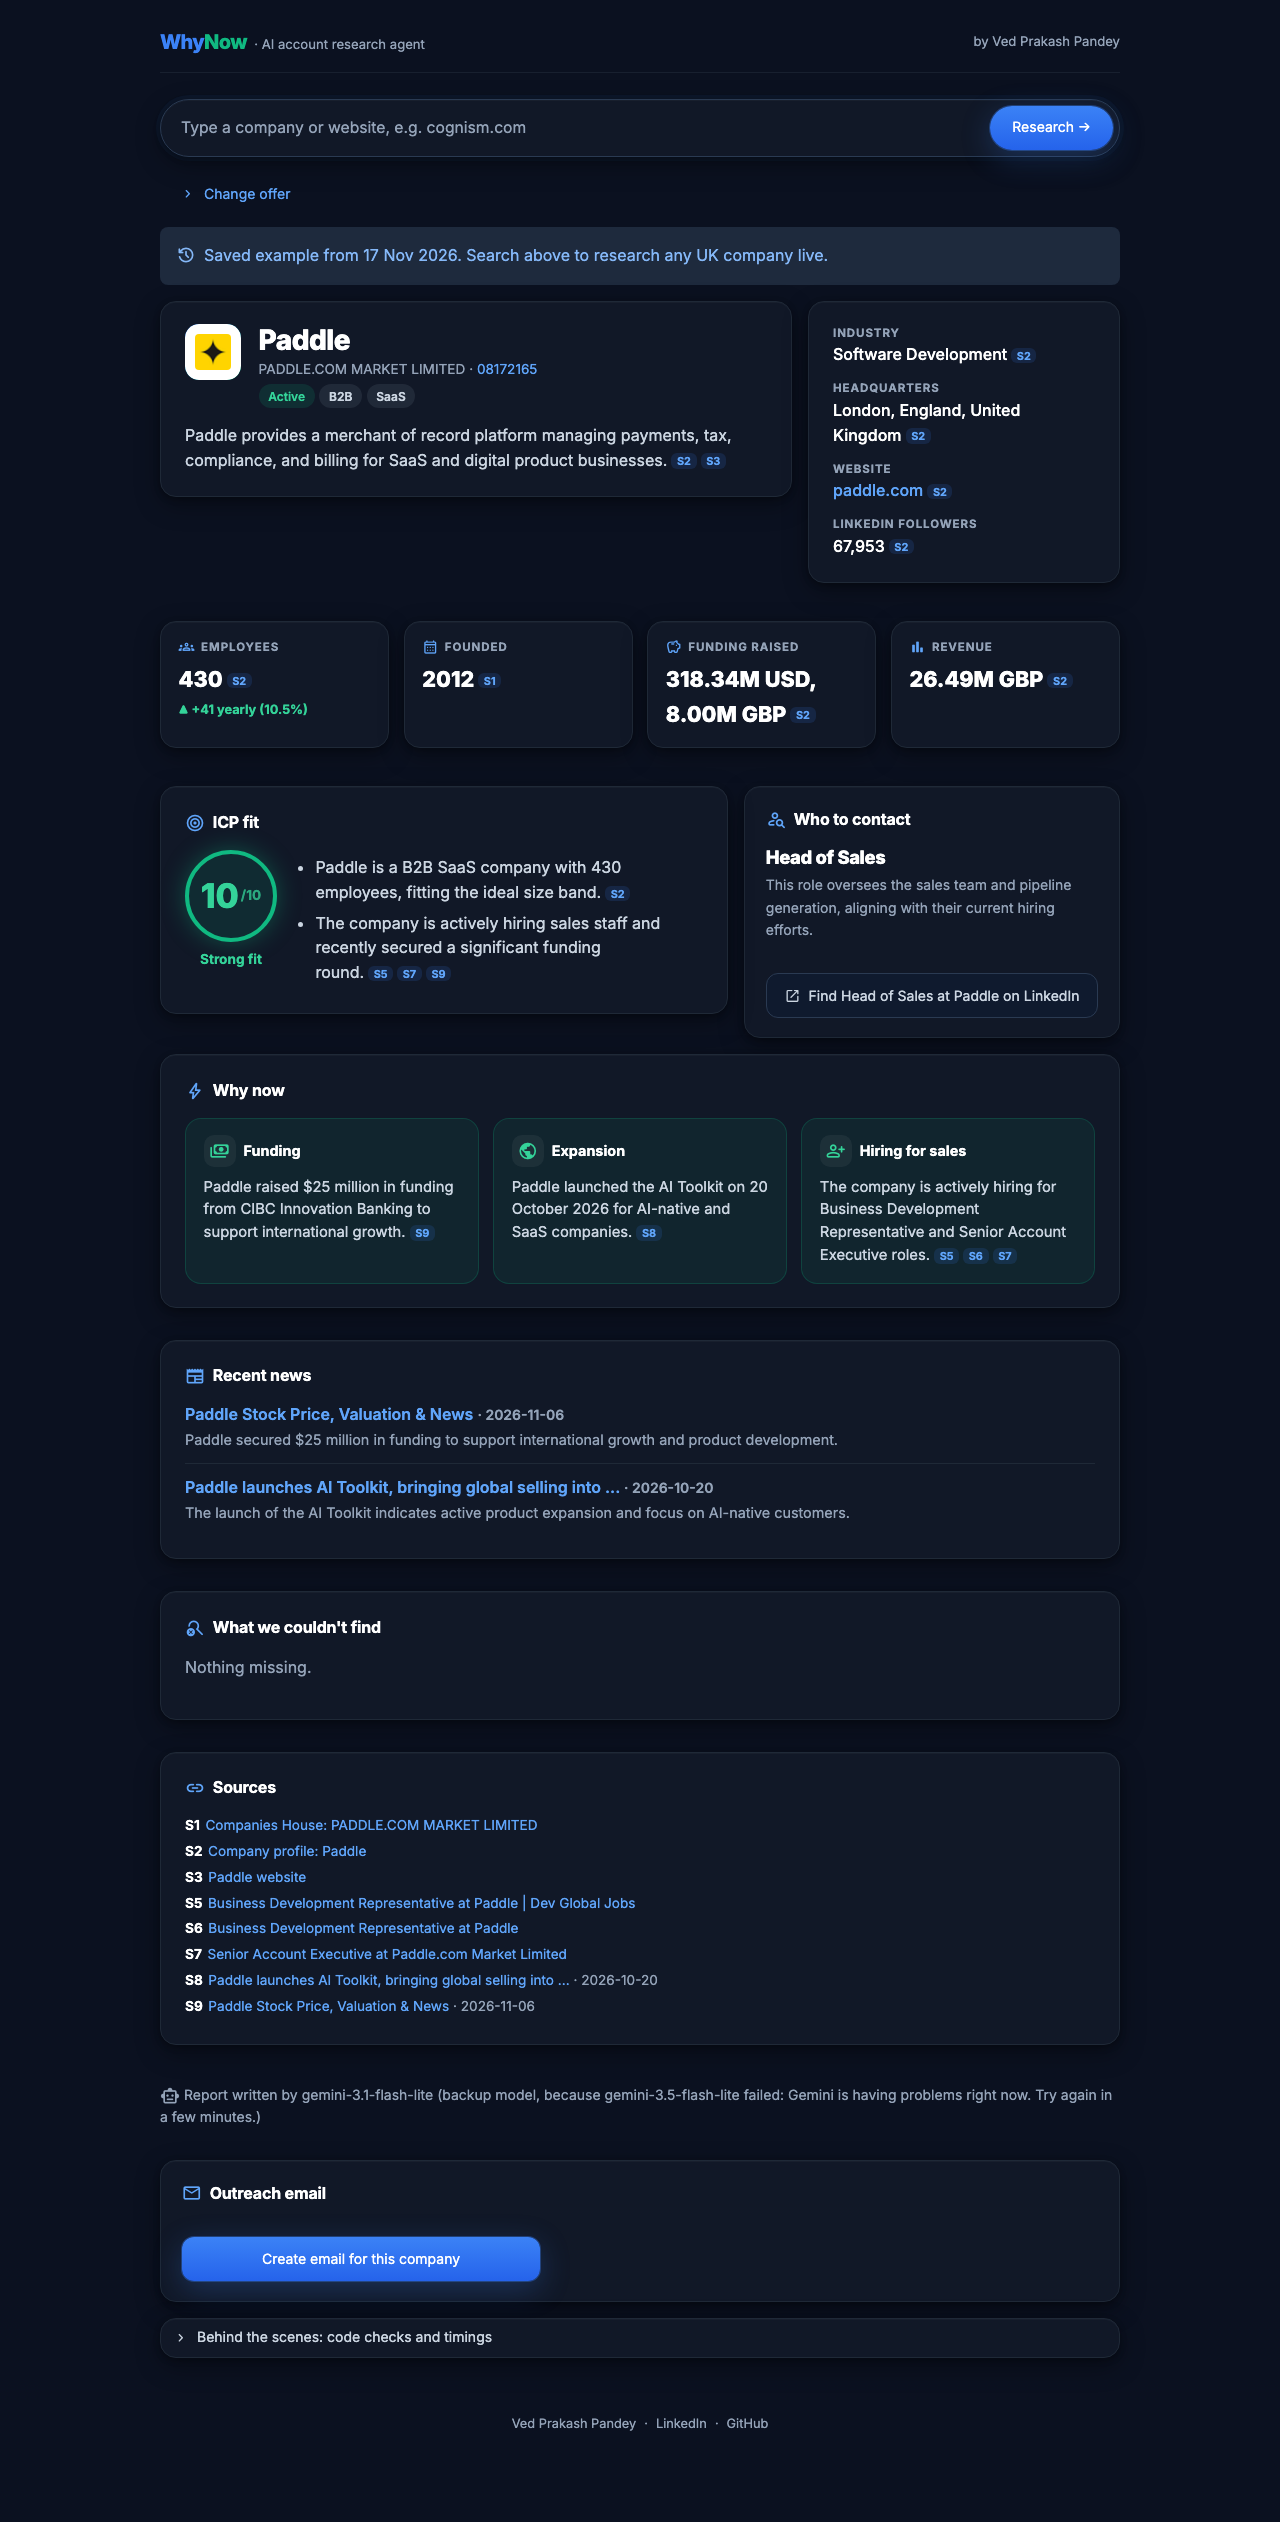 WhyNow · AI account research agent
by Ved Prakash Pandey
Type a company or website, e.g. cognism.com
Research →
Change offer
Saved example from 17 Nov 2026. Search above to research any UK company live.
Paddle
PADDLE.COM MARKET LIMITED · 08172165
Active B2B SaaS
Paddle provides a merchant of record platform managing payments, tax,
compliance, and billing for SaaS and digital product businesses. S2 S3
INDUSTRY
Software Development S2
HEADQUARTERS
London, England, United
Kingdom S2
WEBSITE
paddle.com S2
LINKEDIN FOLLOWERS
67,953 S2
EMPLOYEES
430 S2
▲ +41 yearly (10.5%)
FOUNDED
2012 S1
FUNDING RAISED
318.34M USD,
8.00M GBP S2
REVENUE
26.49M GBP S2
ICP fit
10/10
Strong fit
• Paddle is a B2B SaaS company with 430
employees, fitting the ideal size band. S2
• The company is actively hiring sales staff and
recently secured a significant funding
round. S5 S7 S9
Who to contact
Head of Sales
This role oversees the sales team and pipeline
generation, aligning with their current hiring
efforts.
Find Head of Sales at Paddle on LinkedIn
Why now
Funding
Paddle raised $25 million in funding
from CIBC Innovation Banking to
support international growth. S9
Expansion
Paddle launched the AI Toolkit on 20
October 2026 for AI-native and
SaaS companies. S8
Hiring for sales
The company is actively hiring for
Business Development
Representative and Senior Account
Executive roles. S5 S6 S7
Recent news
Paddle Stock Price, Valuation & News · 2026-11-06
Paddle secured $25 million in funding to support international growth and product development.
Paddle launches AI Toolkit, bringing global selling into ... · 2026-10-20
The launch of the AI Toolkit indicates active product expansion and focus on AI-native customers.
What we couldn't find
Nothing missing.
Sources
S1 Companies House: PADDLE.COM MARKET LIMITED
S2 Company profile: Paddle
S3 Paddle website
S5 Business Development Representative at Paddle | Dev Global Jobs
S6 Business Development Representative at Paddle
S7 Senior Account Executive at Paddle.com Market Limited
S8 Paddle launches AI Toolkit, bringing global selling into ... · 2026-10-20
S9 Paddle Stock Price, Valuation & News · 2026-11-06
Report written by gemini-3.1-flash-lite (backup model, because gemini-3.5-flash-lite failed: Gemini is having problems right now. Try again in
a few minutes.)
Outreach email
Create email for this company
Behind the scenes: code checks and timings
Ved Prakash Pandey · LinkedIn · GitHub